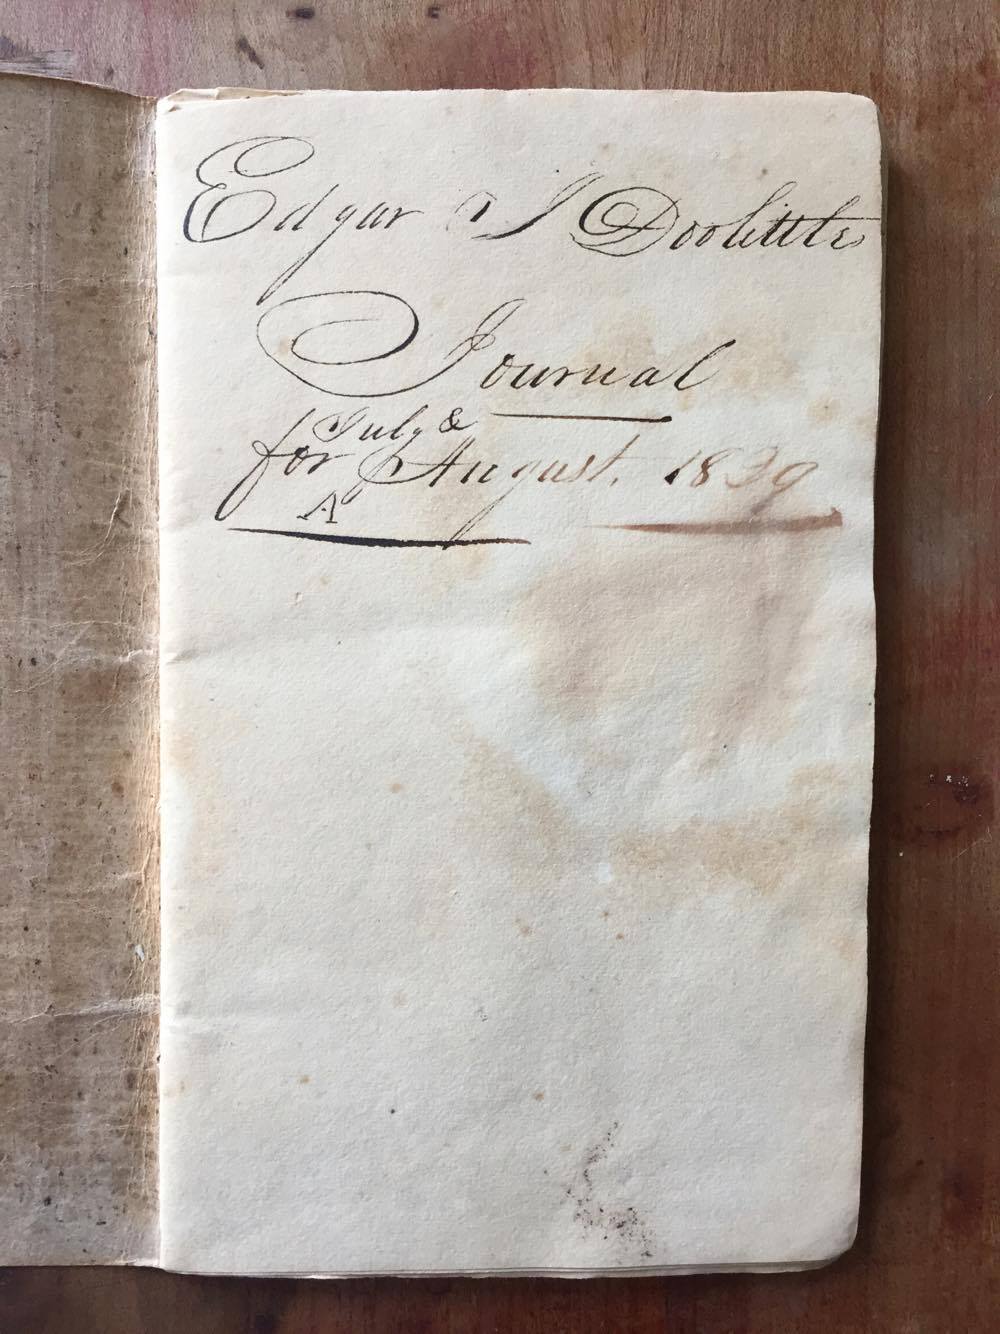 Edgar J Doolittle
Journal
July &
for August, 1839
A